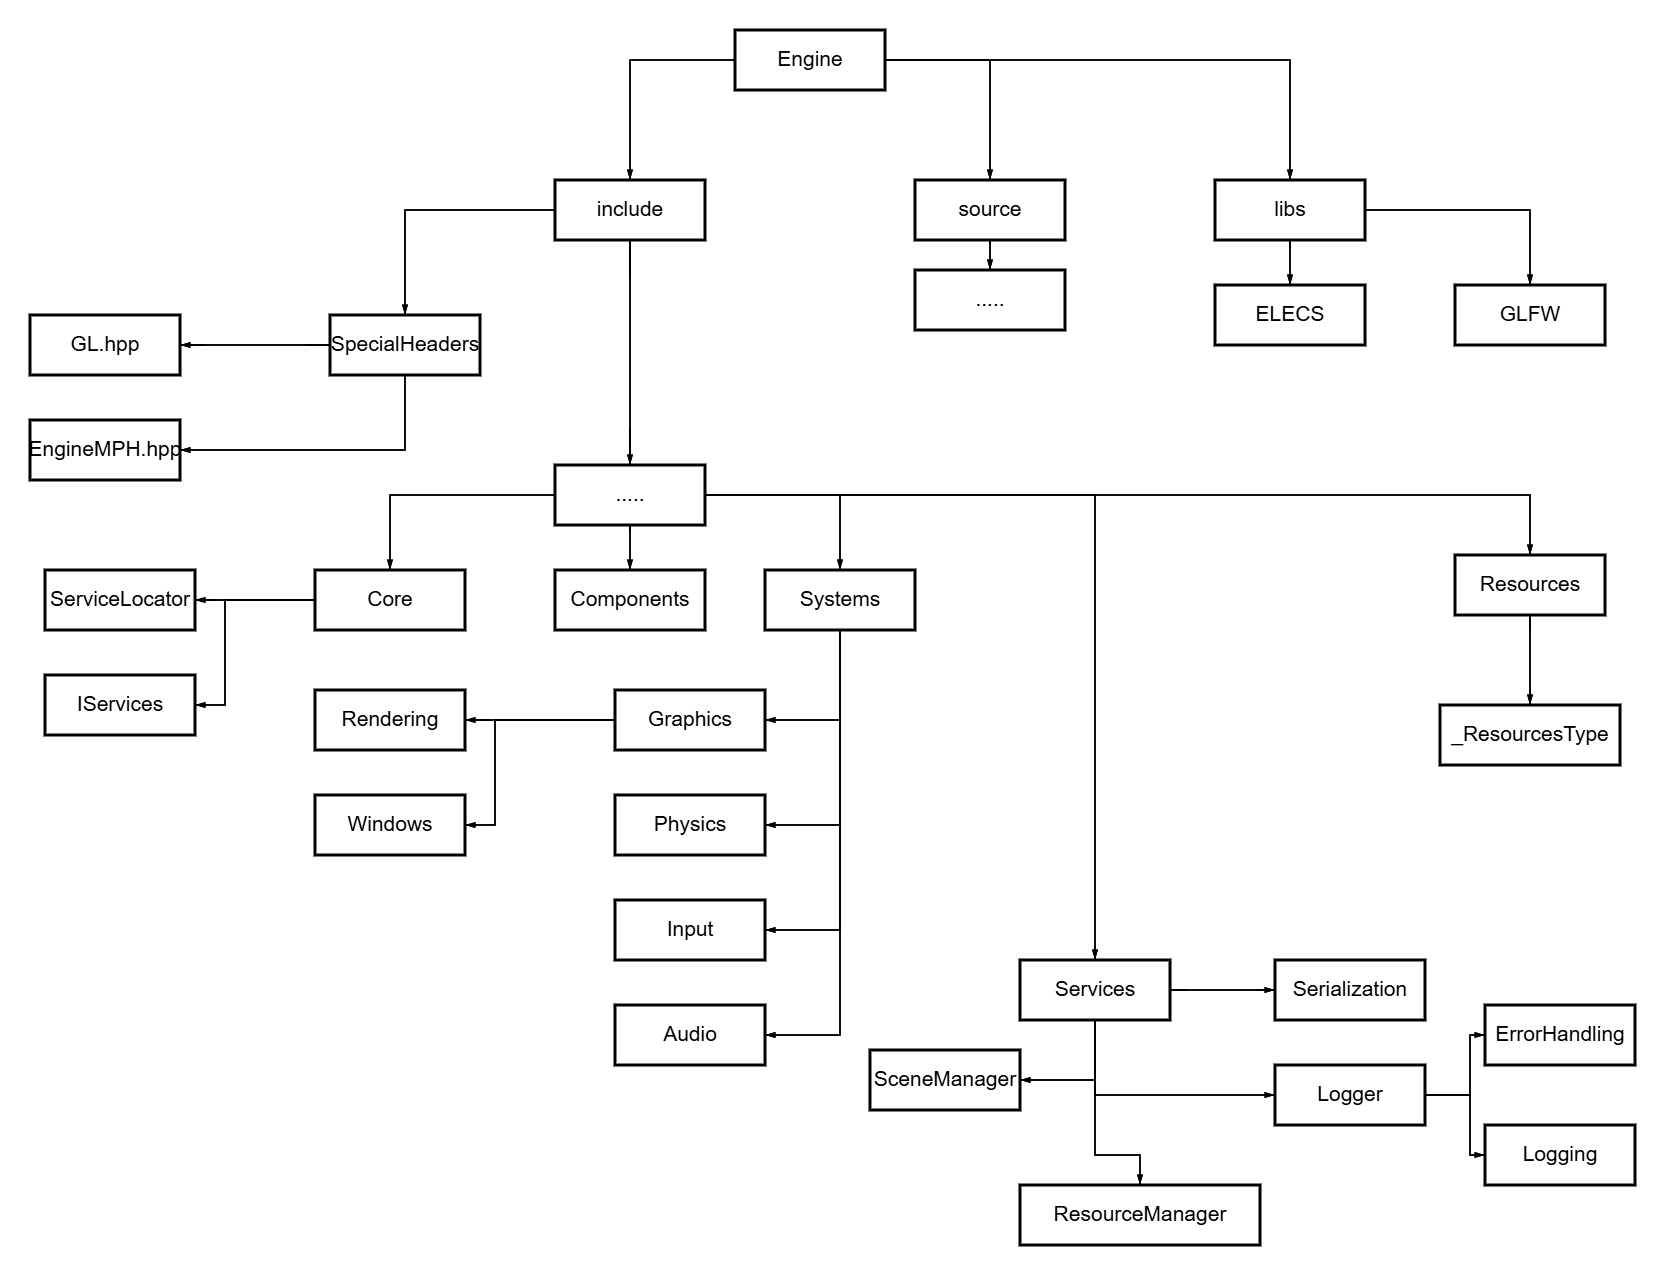 Engine
include
source
libs
.....
ELECS
GLFW
GL.hpp
SpecialHeaders
EngineMPH.hpp
.....
ServiceLocator
Core
Components
Systems
Resources
IServices
Rendering
Graphics
_ResourcesType
Windows
Physics
Input
Services
Serialization
Audio
ErrorHandling
SceneManager
Logger
Logging
ResourceManager